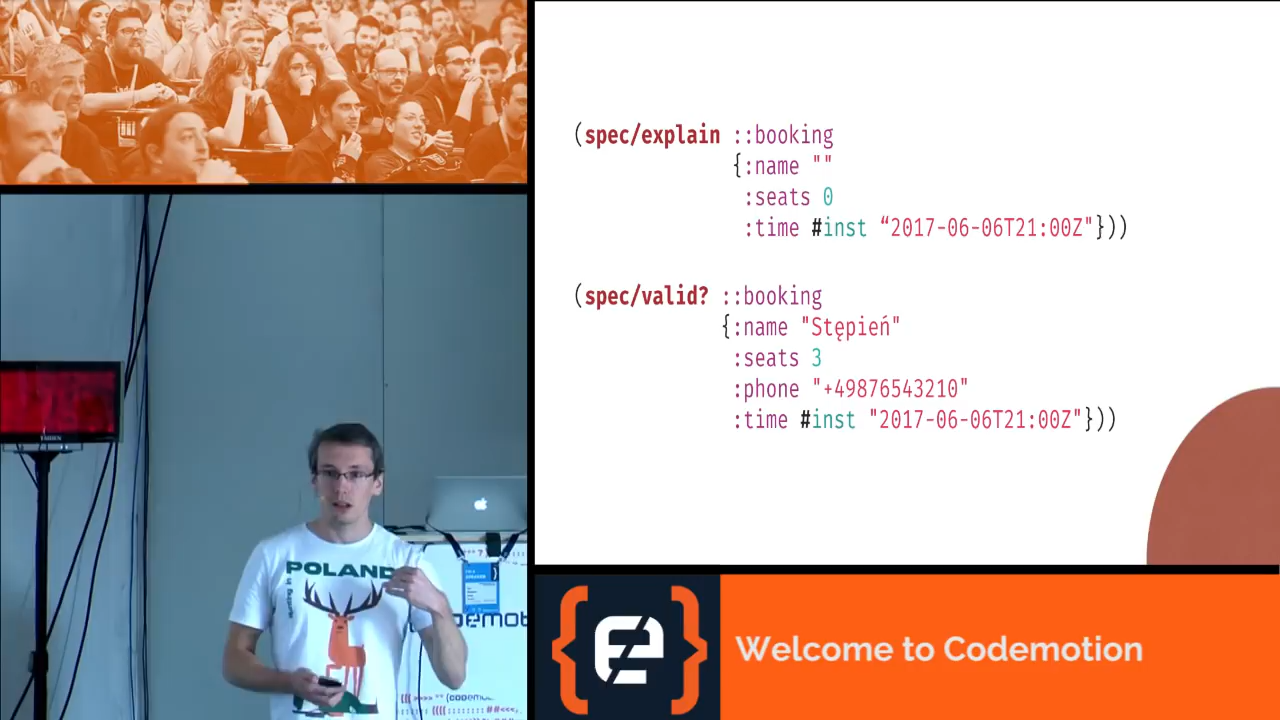 (spec/explain ::booking
{:name ""
:seats 0
:time #inst “2017-06-06T21:00Z"}))
(spec/valid? ::booking
{:name "Stępień"
:seats 3
:phone "+49876543210"
:time #inst "2017-06-06T21:00Z"}))
POLAND
Welcome to Codemotion